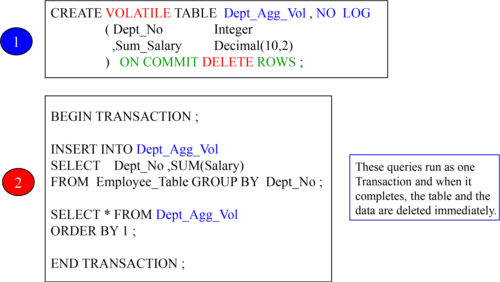 1
CREATE VOLATILE TABLE Dept_Agg_Vol , NO LOG
( Dept_No Integer
,Sum_Salary Decimal(10,2)
) ON COMMIT DELETE ROWS ;
2
BEGIN TRANSACTION ;
INSERT INTO Dept_Agg_Vol
SELECT Dept_No ,SUM(Salary)
FROM Employee_Table GROUP BY Dept_No ;
SELECT * FROM Dept_Agg_Vol
ORDER BY 1 ;
END TRANSACTION ;
These queries run as one
Transaction and when it
completes, the table and the
data are deleted immediately.